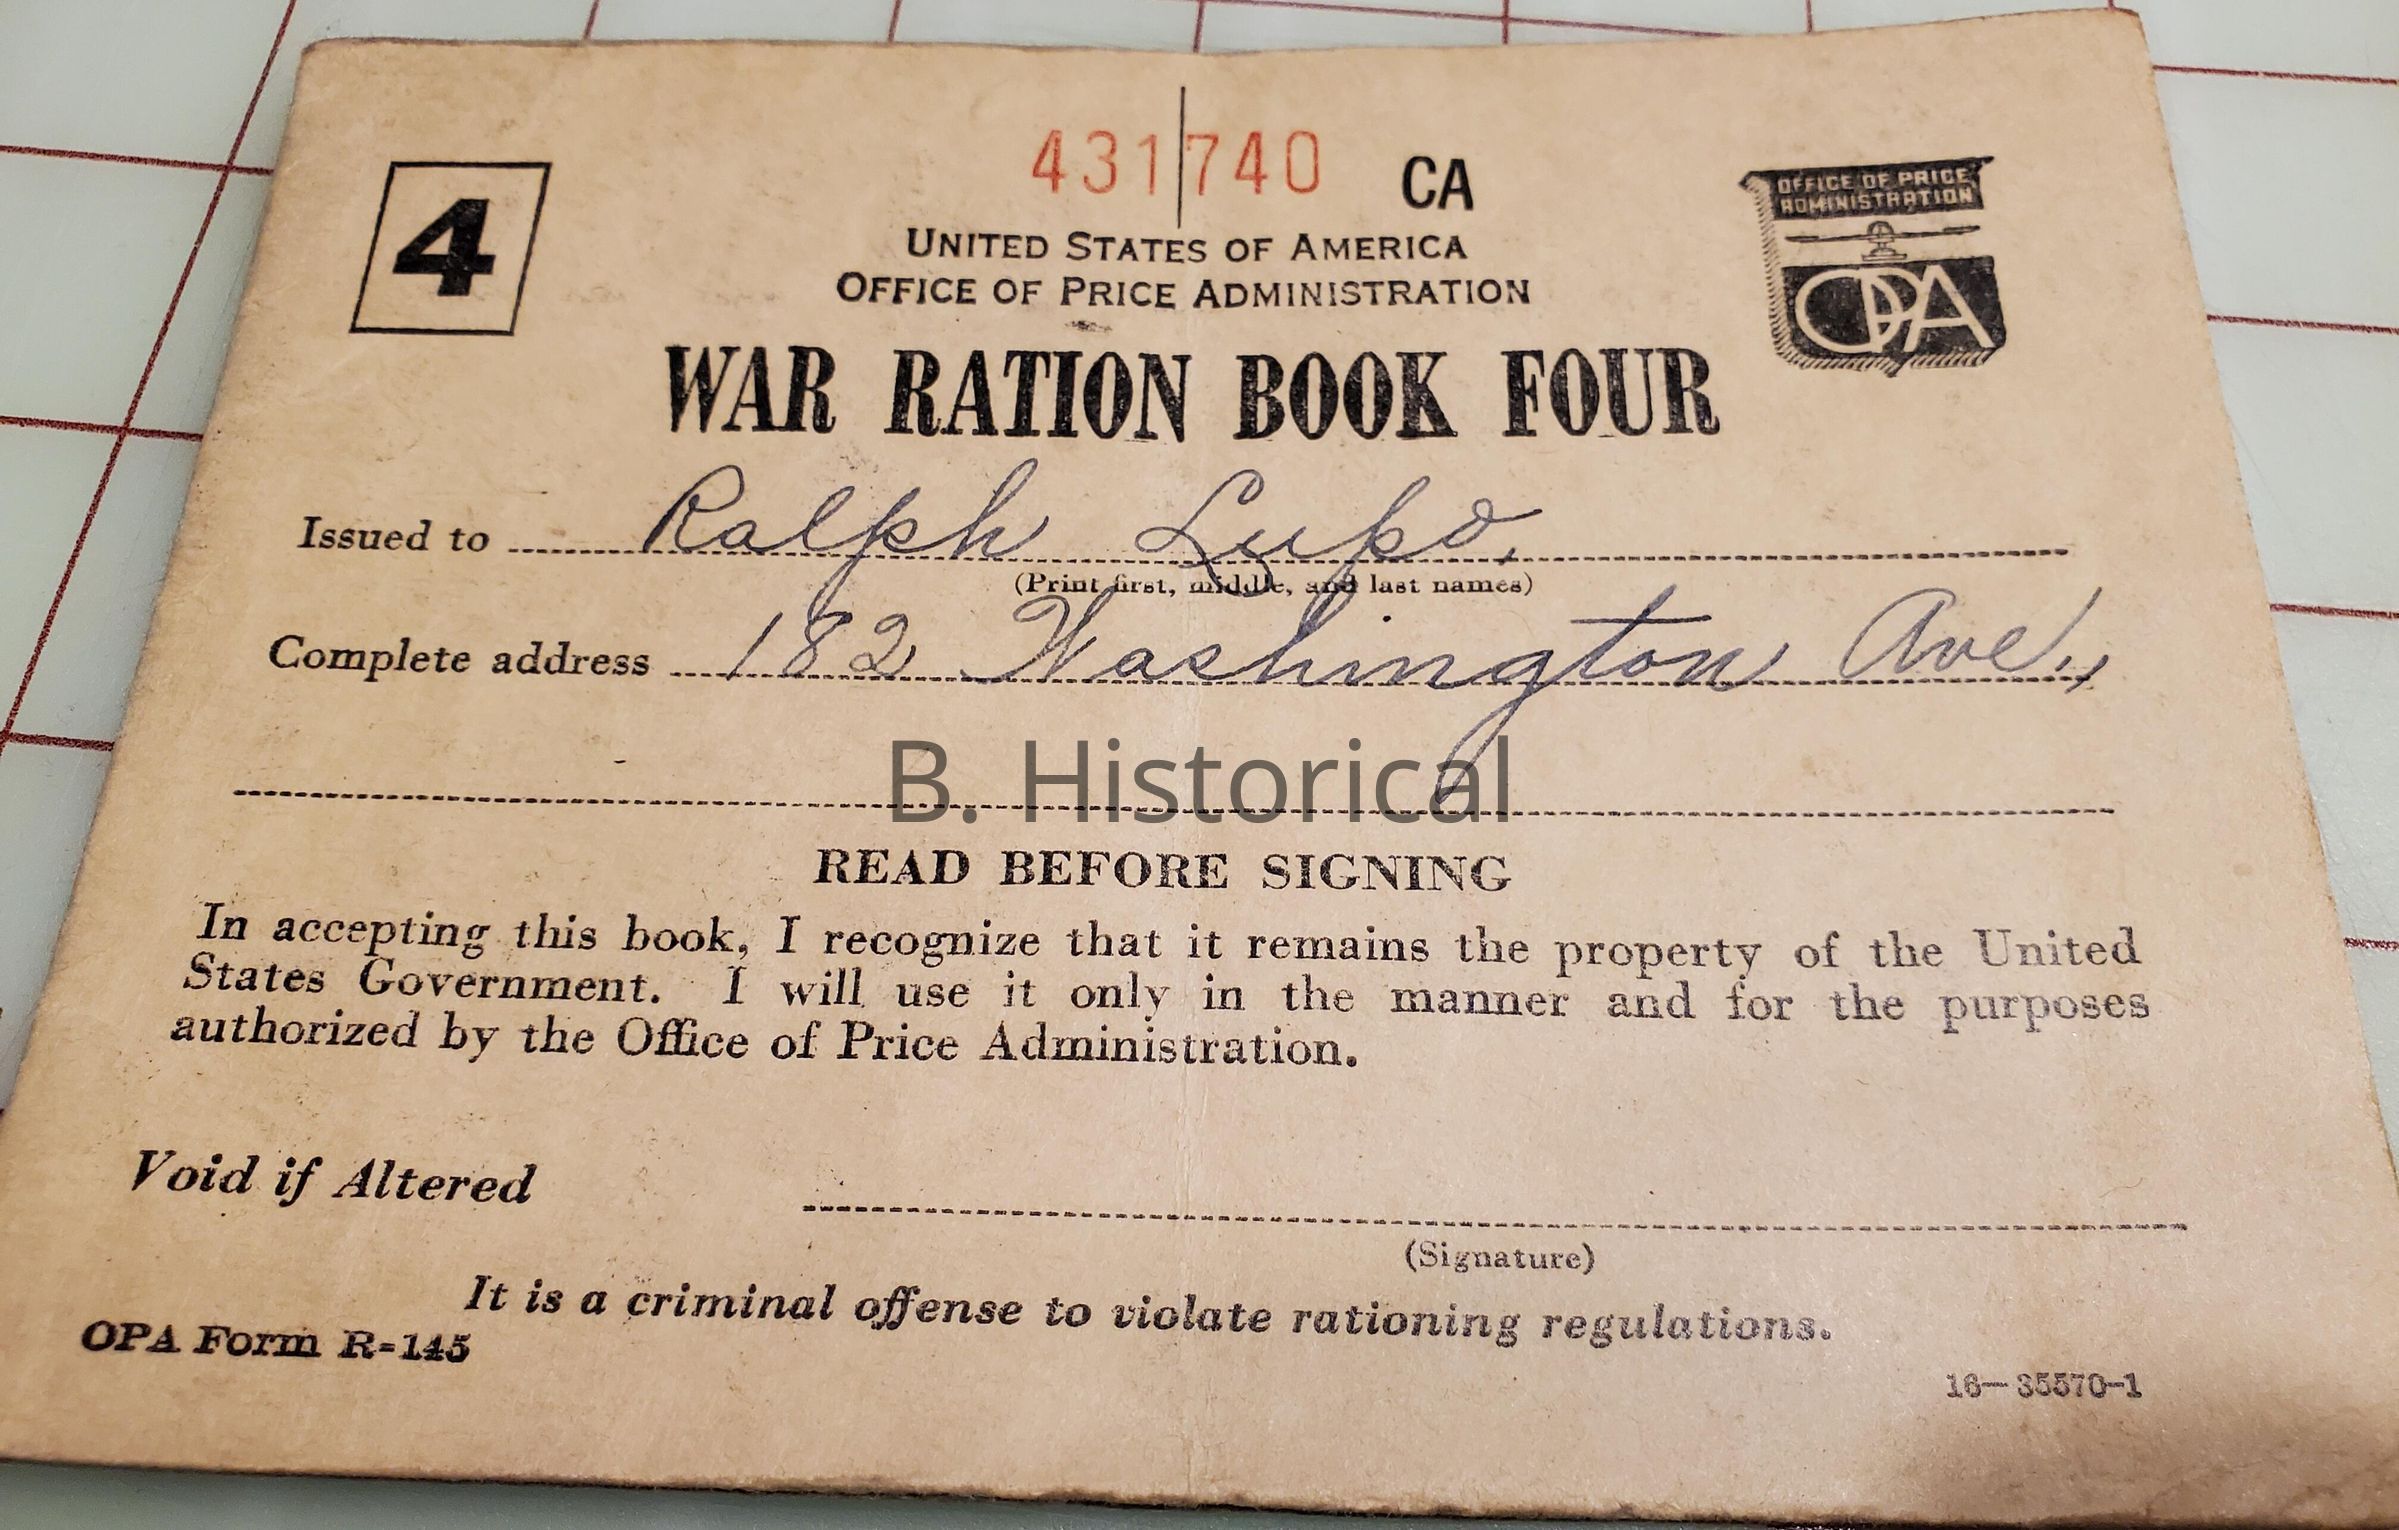 431740 CA
4
OFFICE OF PRICE
ADMINISTRATION
OPA
UNITED STATES OF AMERICA
OFFICE OF PRICE ADMINISTRATION
WAR RATION BOOK FOUR
Issued to Ralph Lupo,
(Print first, middle, and last names)
Complete address 182 Washington Ave.,
B. Historical
READ BEFORE SIGNING
In accepting this book, I recognize that it remains the property of the United
States Government. I will use it only in the manner and for the purposes
authorized by the Office of Price Administration.
Void if Altered
(Signature)
It is a criminal offense to violate rationing regulations.
OPA Form R-145
16—35570-1